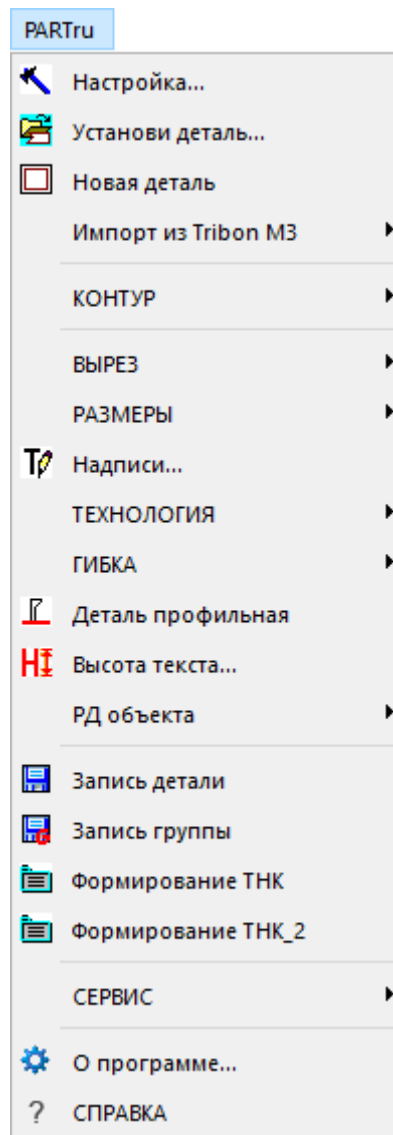 PARTru
Настройка...
Установи деталь...
Новая деталь
Импорт из Tribon M3
КОНТУР
ВЫРЕЗ
РАЗМЕРЫ
Надписи...
ТЕХНОЛОГИЯ
ГИБКА
Деталь профильная
Высота текста...
РД объекта
Запись детали
Запись группы
Формирование ТНК
Формирование ТНК_2
СЕРВИС
О программе...
? СПРАВКА